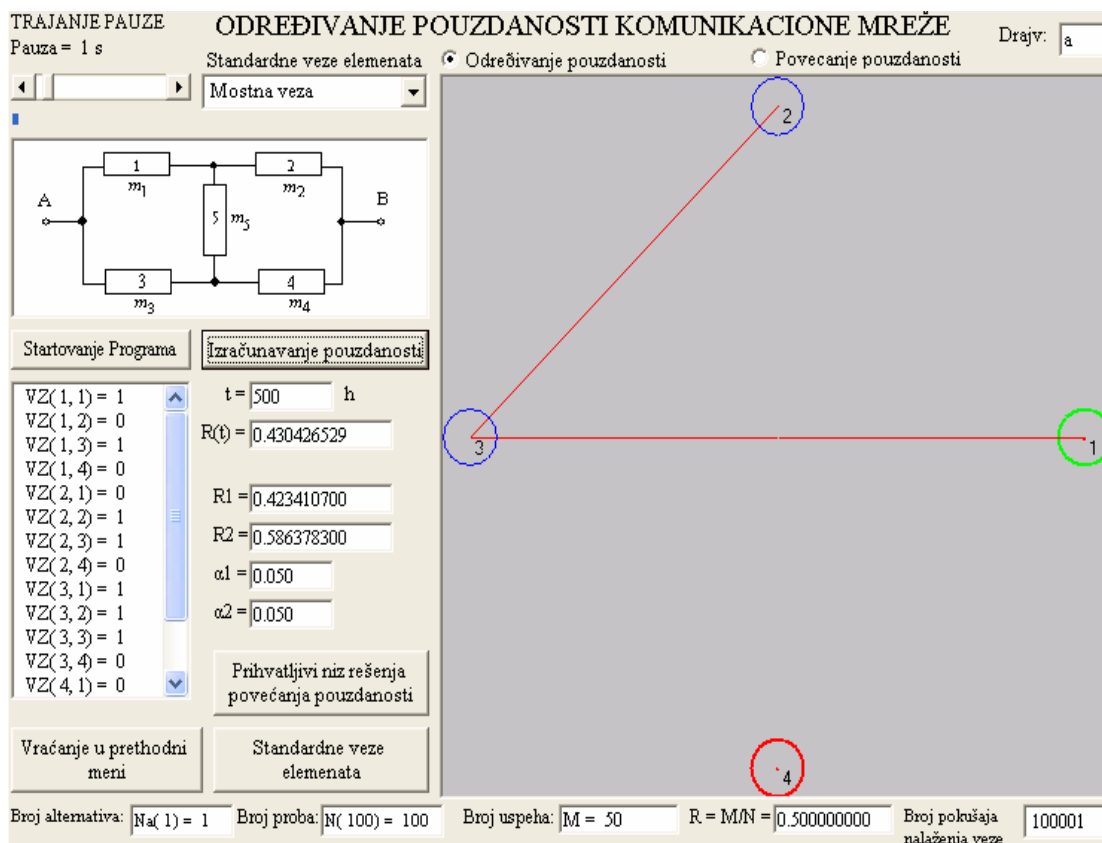 TRAJANJE PAUZE
Pauza = 1 s
ODREĐIVANJE POUZDANOSTI KOMUNIKACIONE MREŽE
Drajv: a
Standardne veze elemenata
Odreðivanje pouzdanosti
Povecanje pouzdanosti
Mostna veza
A
B
1
m1
2
m2
5
m5
3
m3
4
m4
2
3
1
4
Startovanje Programa
Izračunavanje pouzdanosti
VZ( 1, 1) = 1
VZ( 1, 2) = 0
VZ( 1, 3) = 1
VZ( 1, 4) = 0
VZ( 2, 1) = 0
VZ( 2, 2) = 1
VZ( 2, 3) = 1
VZ( 2, 4) = 0
VZ( 3, 1) = 1
VZ( 3, 2) = 1
VZ( 3, 3) = 1
VZ( 3, 4) = 0
VZ( 4, 1) = 0
t = 500 h
R(t) = 0.430426529
R1 = 0.423410700
R2 = 0.586378300
α1 = 0.050
α2 = 0.050
Prihvatljivi niz rešenja
povećanja pouzdanosti
Vraćanje u prethodni
meni
Standardne veze
elemenata
Broj alternativa: Na( 1) = 1
Broj proba: N( 100) = 100
Broj uspeha: M = 50
R = M/N = 0.500000000
Broj pokušaja
nalaženja veze
100001